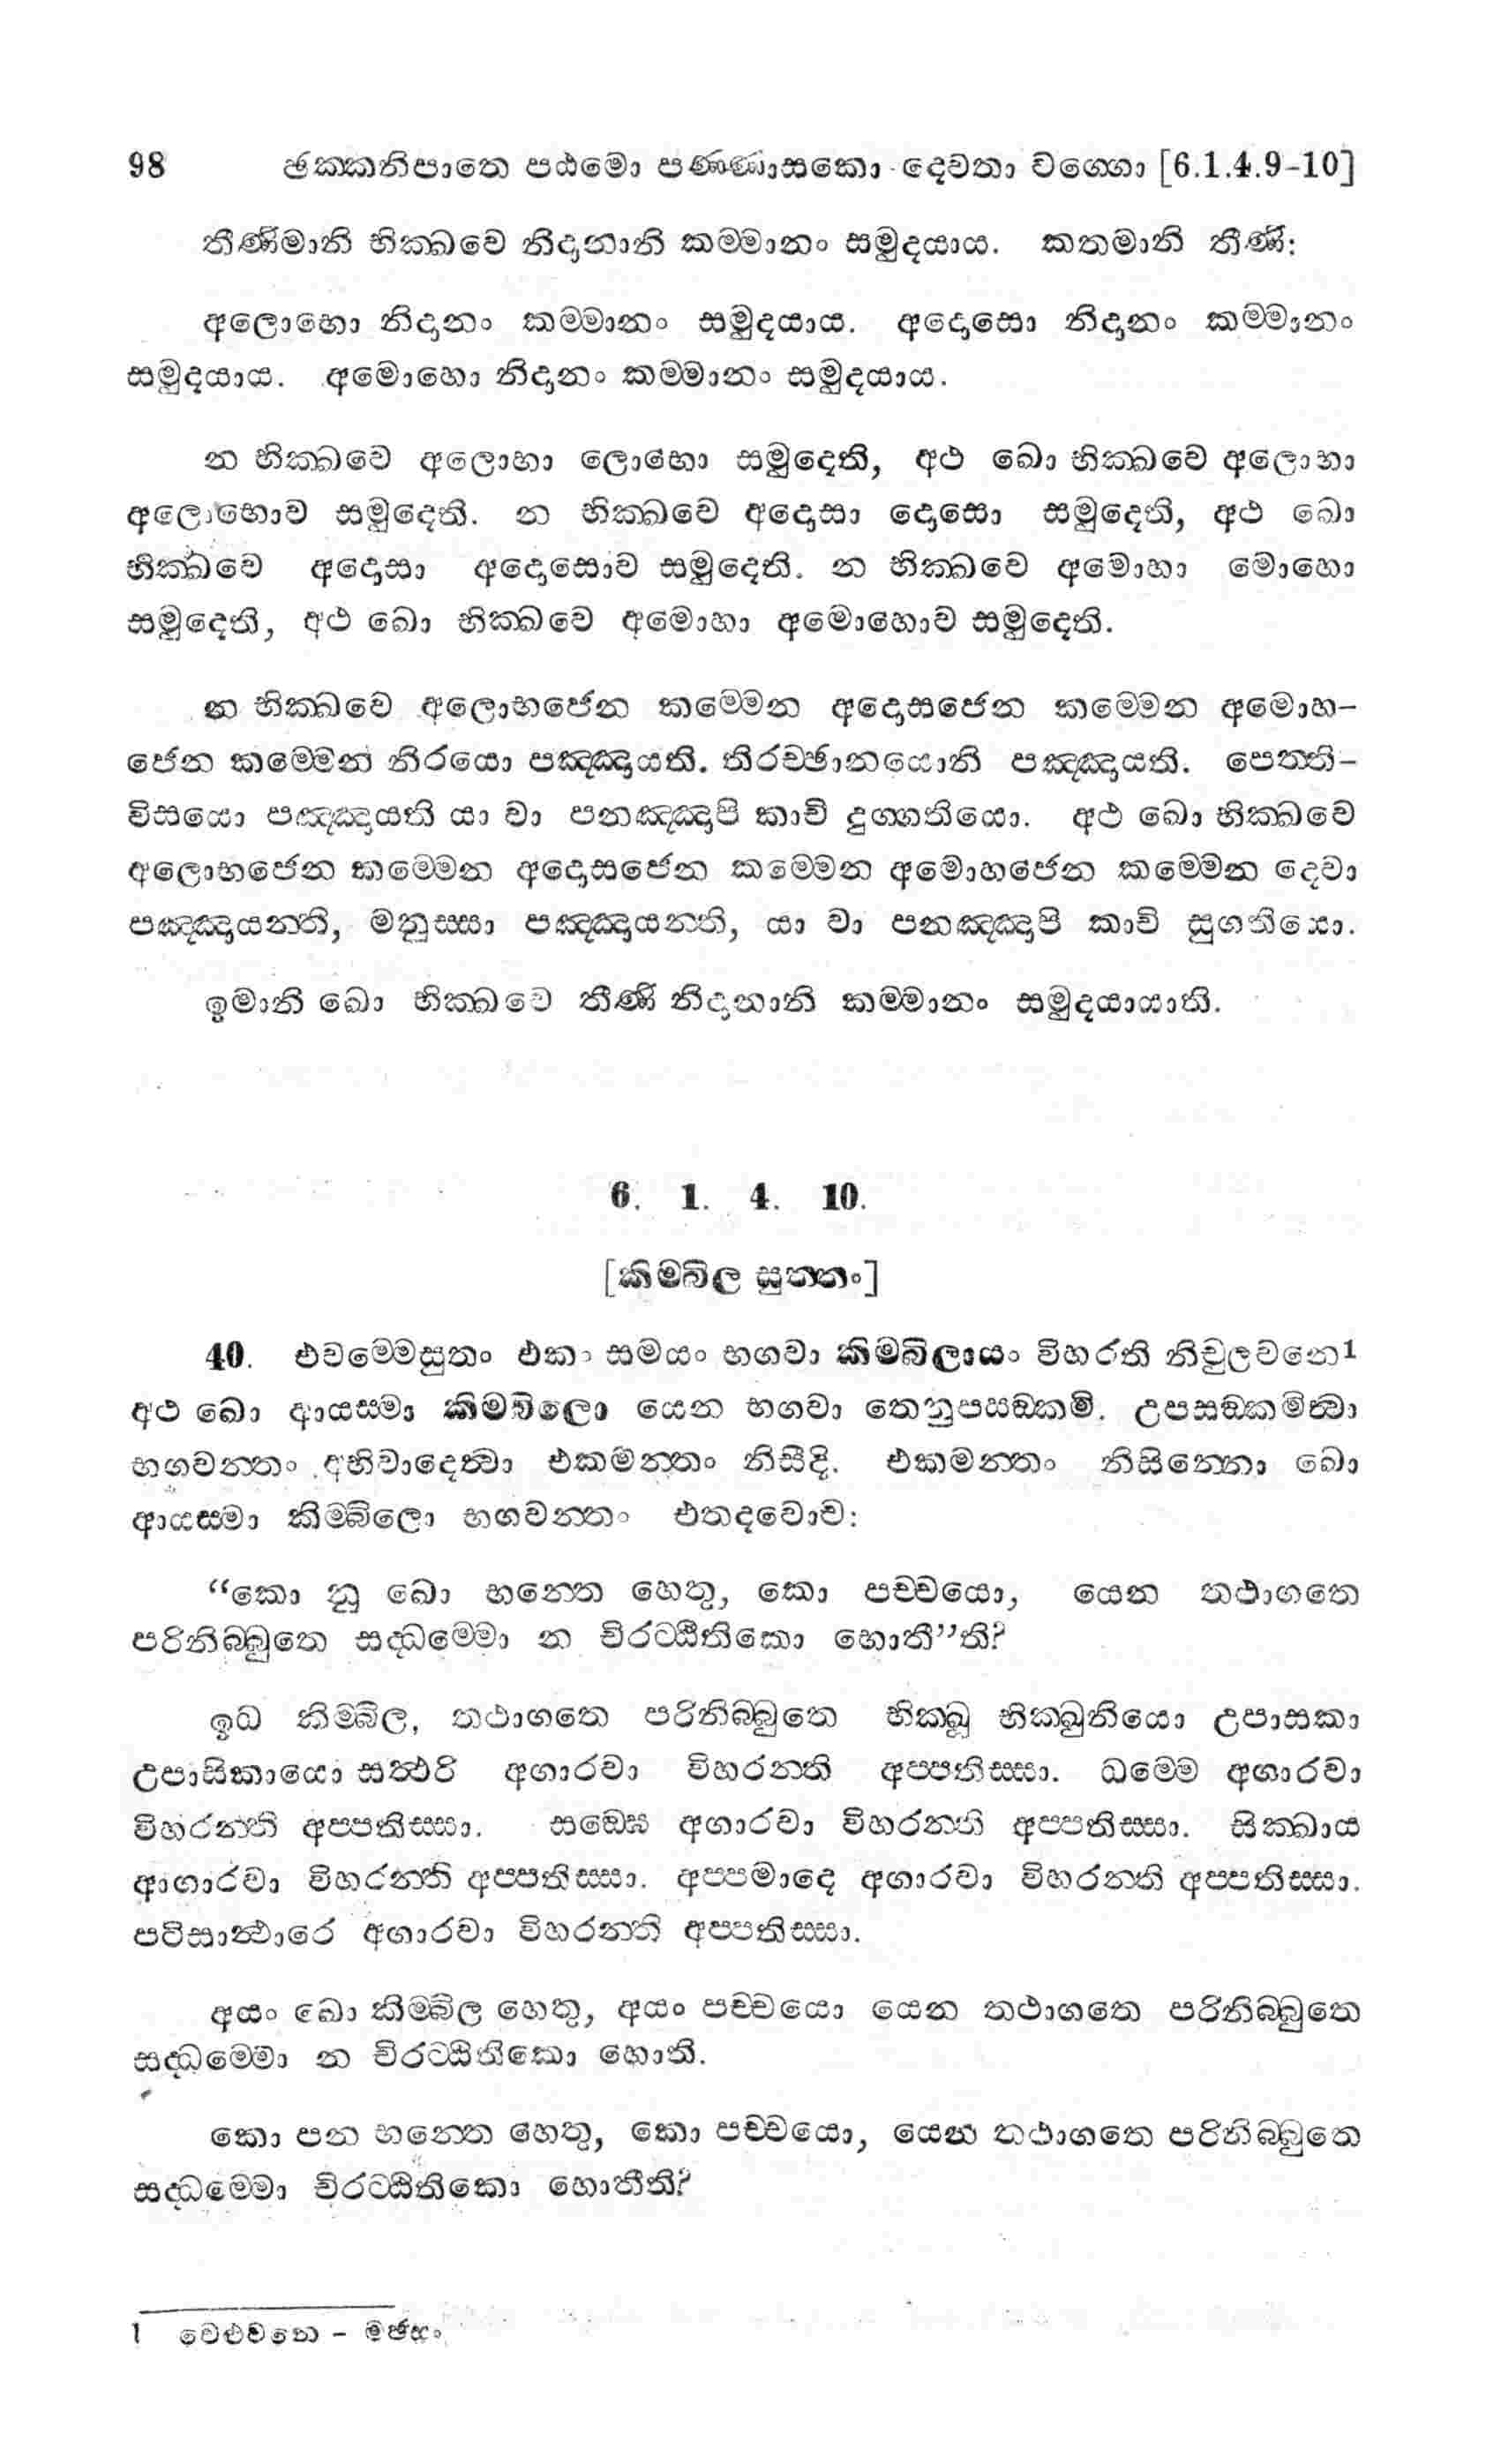 98 ඡක්කනිපාතෙ පඨමො පණ්ණාසකො - දෙවතා වග්ගො [6.1.4.9-10]
තීණිමානි භික්ඛවෙ නිදානානි කම්මානං සමුදයාය. කතමානි තීණි:
අලොභො නිදානං කම්මානං සමුදයාය. අදොසො නිදානං කම්මානං
සමුදයාය. අමොහො නිදානං කම්මානං සමුදයාය.
න භික්ඛවෙ අලොභා ලොභො සමුදෙති, අථ ඛො භික්ඛවෙ අලොභා
අලොභොව සමුදෙති. න භික්ඛවෙ අදොසා දොසො සමුදෙති, අථ ඛො
භික්ඛවෙ අදොසා අදොසොව සමුදෙති. න භික්ඛවෙ අමොහා මොහො
සමුදෙති, අථ ඛො භික්ඛවෙ අමොහා අමොහොව සමුදෙති.
න භික්ඛවෙ අලොභජෙන කම්මෙන අදොසජෙන කම්මෙන අමොහ-
ජෙන කම්මෙන නිරයො පඤ්ඤායති. තිරච්ඡානයොනි පඤ්ඤායති. පෙත්ති-
විසයො පඤ්ඤායති යා වා පනඤ්ඤාපි කාචි දුග්ගතියො. අථ ඛො භික්ඛවෙ
අලොභජෙන කම්මෙන අදොසජෙන කම්මෙන අමොහජෙන කම්මෙන දෙවා
පඤ්ඤායන්ති, මනුස්සා පඤ්ඤායන්ති, යා වා පනඤ්ඤාපි කාචි සුගතියො.
ඉමානි ඛො භික්ඛවෙ තීණි නිදානානි කම්මානං සමුදයායාති.
6. 1. 4. 10.
[කිම්බිල සුත්තං]
40. එවම්මෙසුතං එකං සමයං භගවා කිම්බිලායං විහරති නිචුලවනෙ1
අථ ඛො ආයස්මා කිම්බිලො යෙන භගවා තෙනුපසඞ්කමි. උපසඞ්කමිත්වා
භගවන්තං අභිවාදෙත්වා එකමන්තං නිසීදි. එකමන්තං නිසින්නො ඛො
ආයස්මා කිම්බිලො භගවන්තං එතදවොච:
“කො නු ඛො භන්තෙ හෙතු, කො පච්චයො, යෙන තථාගතෙ
පරිනිබ්බුතෙ සද්ධම්මො න චිරට්ඨිතිකො හොතී”ති?
ඉධ කිම්බිල, තථාගතෙ පරිනිබ්බුතෙ භික්ඛූ භික්ඛුනියො උපාසකා
උපාසිකායො සත්ථරි අගාරවා විහරන්ති අප්පතිස්සා. ධම්මෙ අගාරවා
විහරන්ති අප්පතිස්සා. සඞ්ඝෙ අගාරවා විහරන්ති අප්පතිස්සා. සික්ඛාය
ආගාරවා විහරන්ති අප්පතිස්සා. අප්පමාදෙ අගාරවා විහරන්ති අප්පතිස්සා.
පටිසාන්ථාරෙ අගාරවා විහරන්ති අප්පතිස්සා.
අයං ඛො කිම්බිල හෙතු, අයං පච්චයො යෙන තථාගතෙ පරිනිබ්බුතෙ
සද්ධම්මො න චිරට්ඨිතිකො හොති.
කො පන භන්තෙ හෙතු, කො පච්චයො, යෙන තථාගතෙ පරිනිබ්බුතෙ
සද්ධම්මො චිරට්ඨිතිකො හොතීති?
1 වෙළුවනෙ - මඡසං